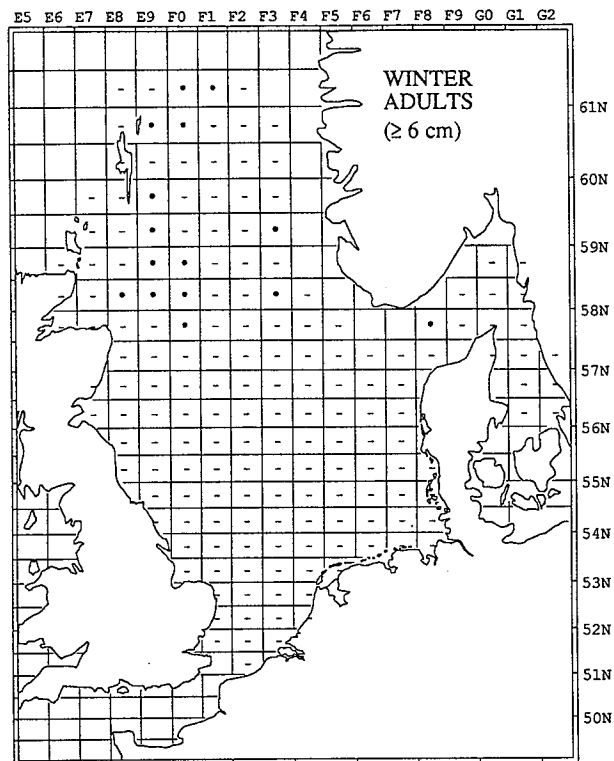 E5 E6 E7 E8 E9 F0 F1 F2 F3 F4 F5 F6 F7 F8 F9 G0 G1 G2
WINTER
ADULTS
(≥ 6 cm)
61N
60N
59N
58N
57N
56N
55N
54N
53N
52N
51N
50N